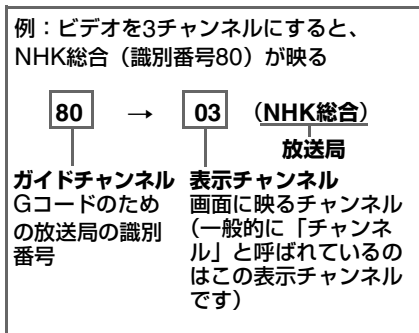 例：ビデオを3チャンネルにすると、
NHK総合（識別番号80）が映る
80 → 03 （NHK総合）
放送局
ガイドチャンネル
Gコードのため
の放送局の識別
番号
表示チャンネル
画面に映るチャンネル
（一般的に「チャンネ
ル」と呼ばれているの
はこの表示チャンネル
です）